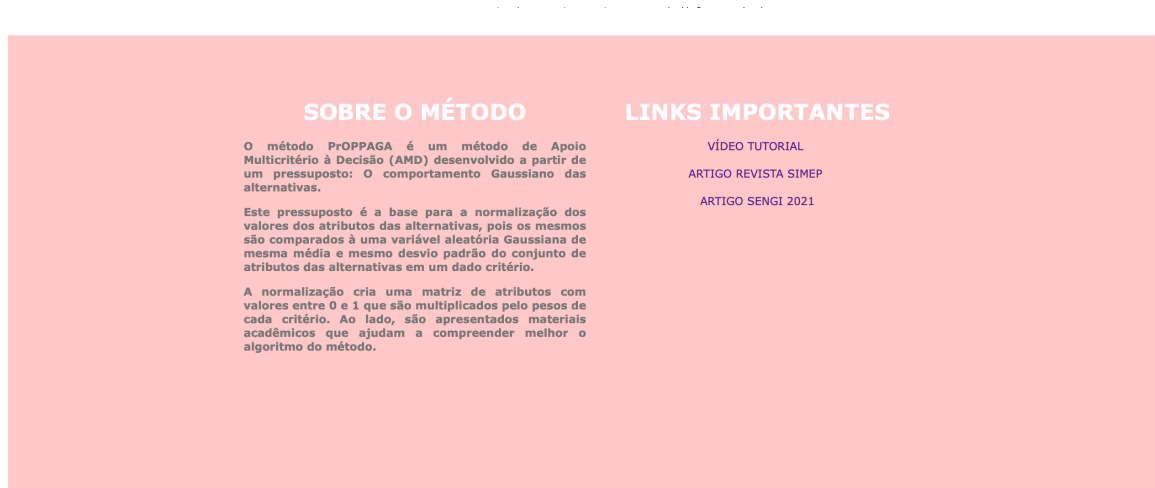 SOBRE O MÉTODO
O método PrOPPAGA é um método de Apoio
Multicritério à Decisão (AMD) desenvolvido a partir de
um pressuposto: O comportamento Gaussiano das
alternativas.
Este pressuposto é a base para a normalização dos
valores dos atributos das alternativas, pois os mesmos
são comparados à uma variável aleatória Gaussiana de
mesma média e mesmo desvio padrão do conjunto de
atributos das alternativas em um dado critério.
A normalização cria uma matriz de atributos com
valores entre 0 e 1 que são multiplicados pelo pesos de
cada critério. Ao lado, são apresentados materiais
acadêmicos que ajudam a compreender melhor o
algoritmo do método.
LINKS IMPORTANTES
VÍDEO TUTORIAL
ARTIGO REVISTA SIMEP
ARTIGO SENGI 2021